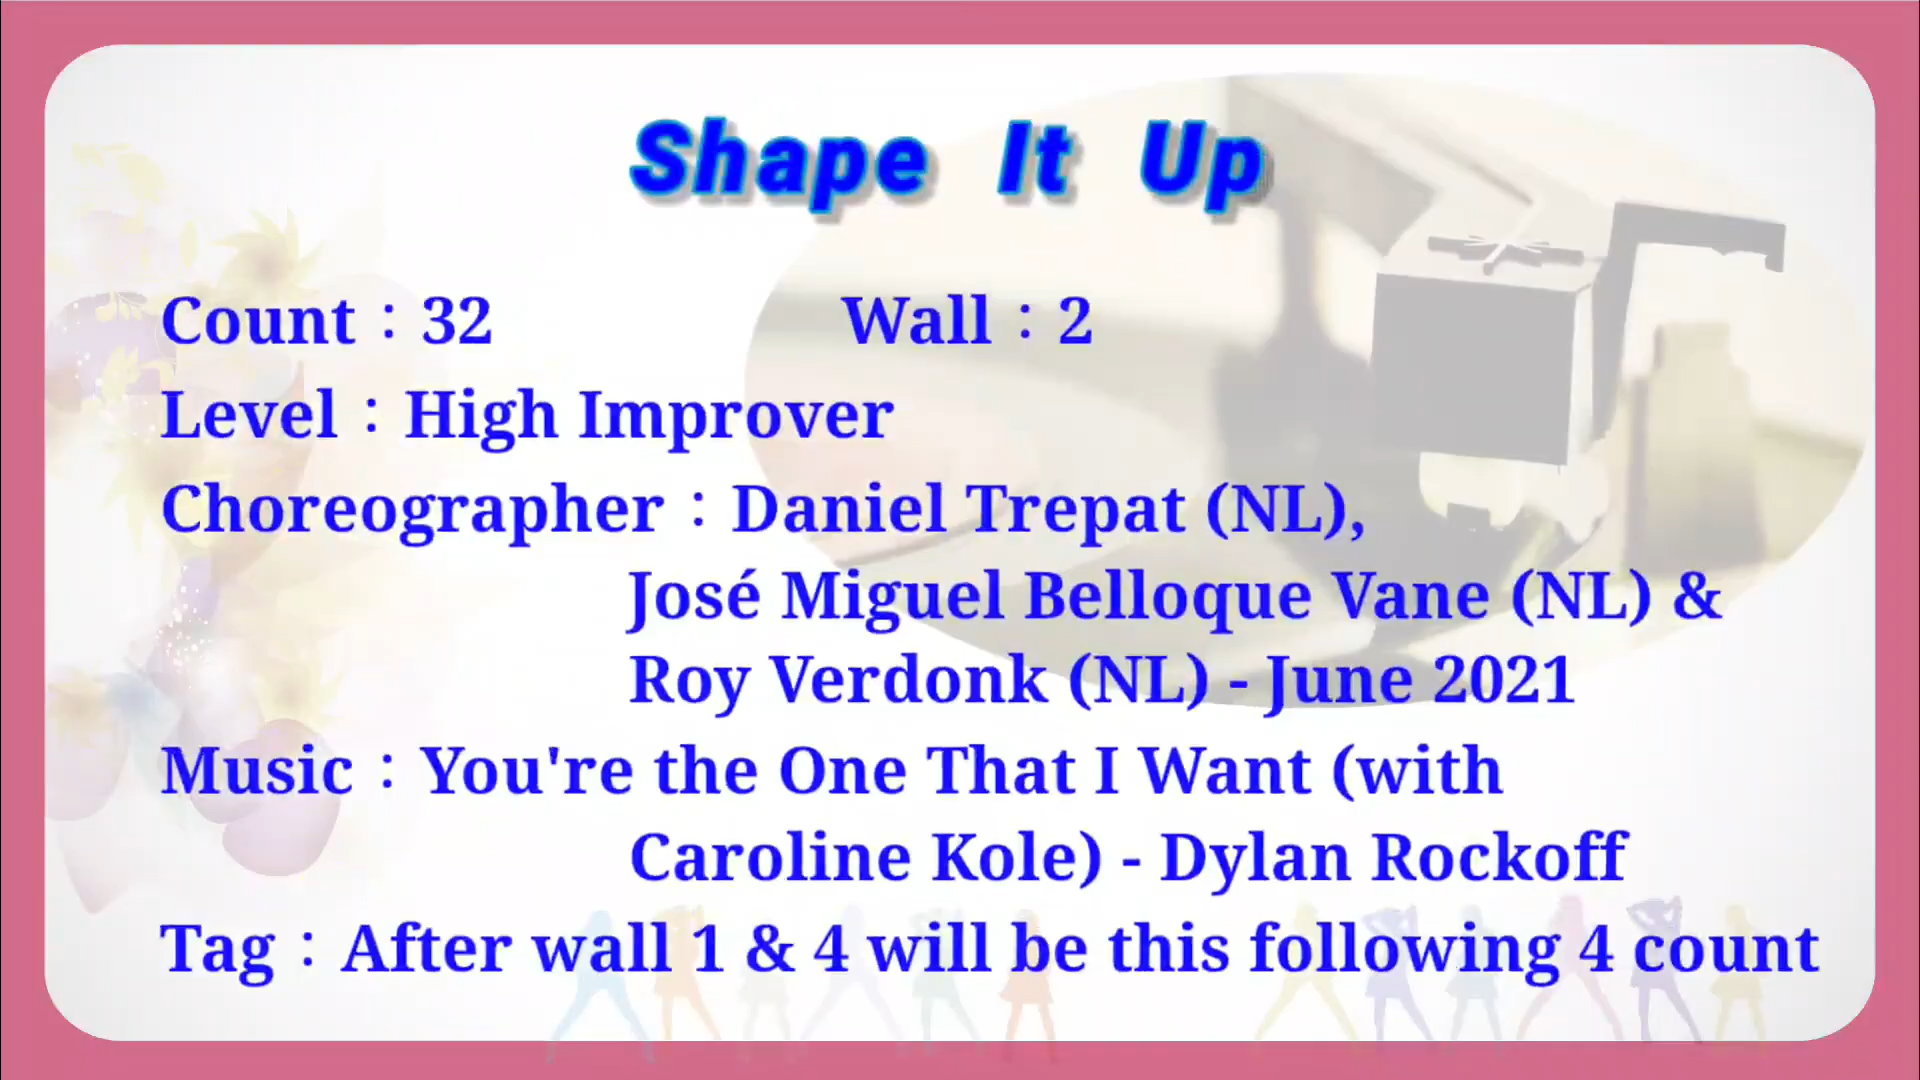 Shape It Up
Count：32 Wall：2
Level：High Improver
Choreographer：Daniel Trepat (NL),
José Miguel Belloque Vane (NL) &
Roy Verdonk (NL) - June 2021
Music：You're the One That I Want (with
Caroline Kole) - Dylan Rockoff
Tag：After wall 1 & 4 will be this following 4 count